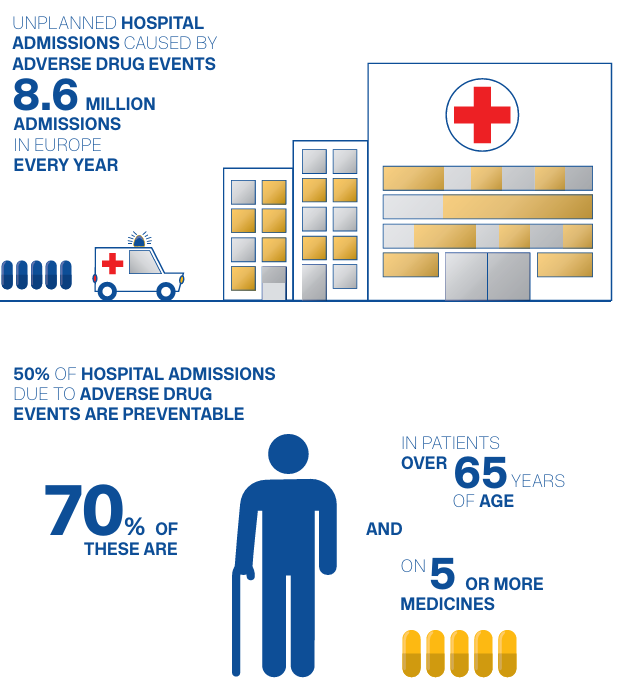 UNPLANNED HOSPITAL
ADMISSIONS CAUSED BY
ADVERSE DRUG EVENTS
8.6 MILLION
ADMISSIONS
IN EUROPE
EVERY YEAR
50% OF HOSPITAL ADMISSIONS
DUE TO ADVERSE DRUG
EVENTS ARE PREVENTABLE
70% OF
THESE ARE
IN PATIENTS
OVER 65 YEARS
OF AGE
AND
ON 5 OR MORE
MEDICINES